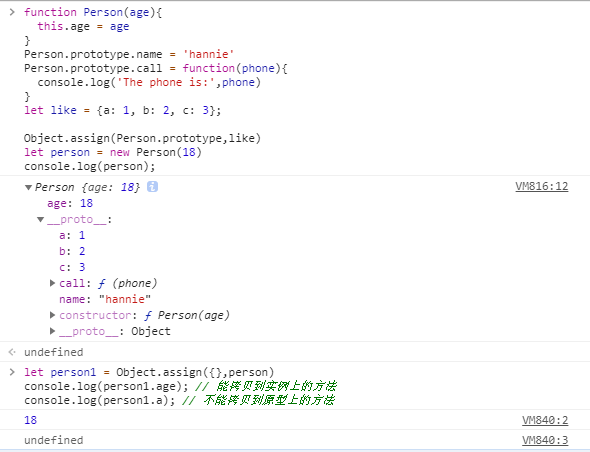 function Person(age){
this.age = age
}
Person.prototype.name = 'hannie'
Person.prototype.call = function(phone){
console.log('The phone is:',phone)
}
let like = {a: 1, b: 2, c: 3};
Object.assign(Person.prototype,like)
let person = new Person(18)
console.log(person);
Person {age: 18} i VM816:12
age: 18
__proto__:
a: 1
b: 2
c: 3
call: ƒ (phone)
name: "hannie"
constructor: ƒ Person(age)
__proto__: Object
undefined
let person1 = Object.assign({},person)
console.log(person1.age); // 能拷贝到实例上的方法
console.log(person1.a); // 不能拷贝到原型上的方法
18 VM840:2
undefined VM840:3